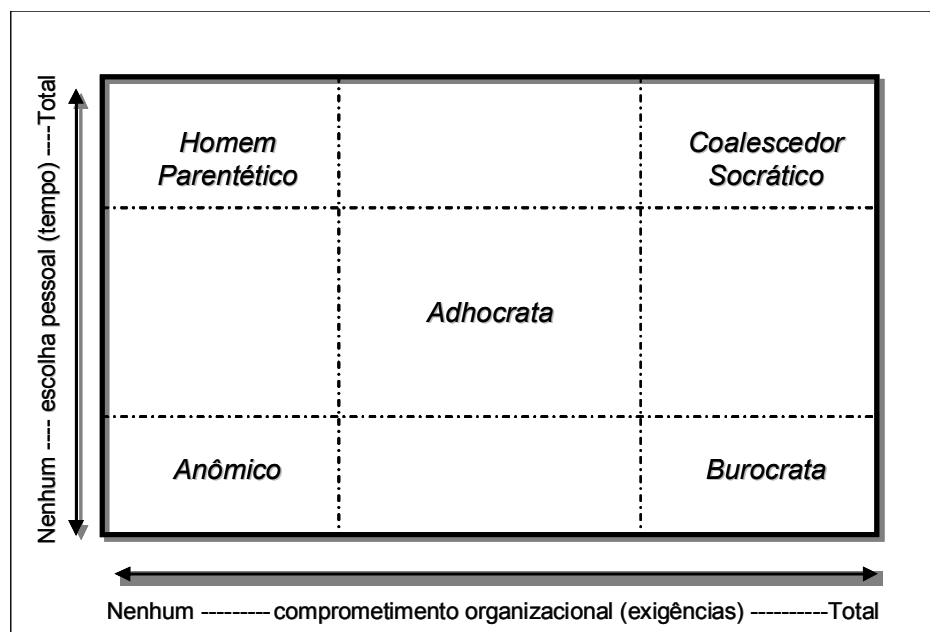 Nenhum ---- escolha pessoal (tempo) ----Total
Homem
Parentético
Coalescedor
Socrático
Adhocrata
Anômico
Burocrata
Nenhum --------- comprometimento organizacional (exigências) ----------Total